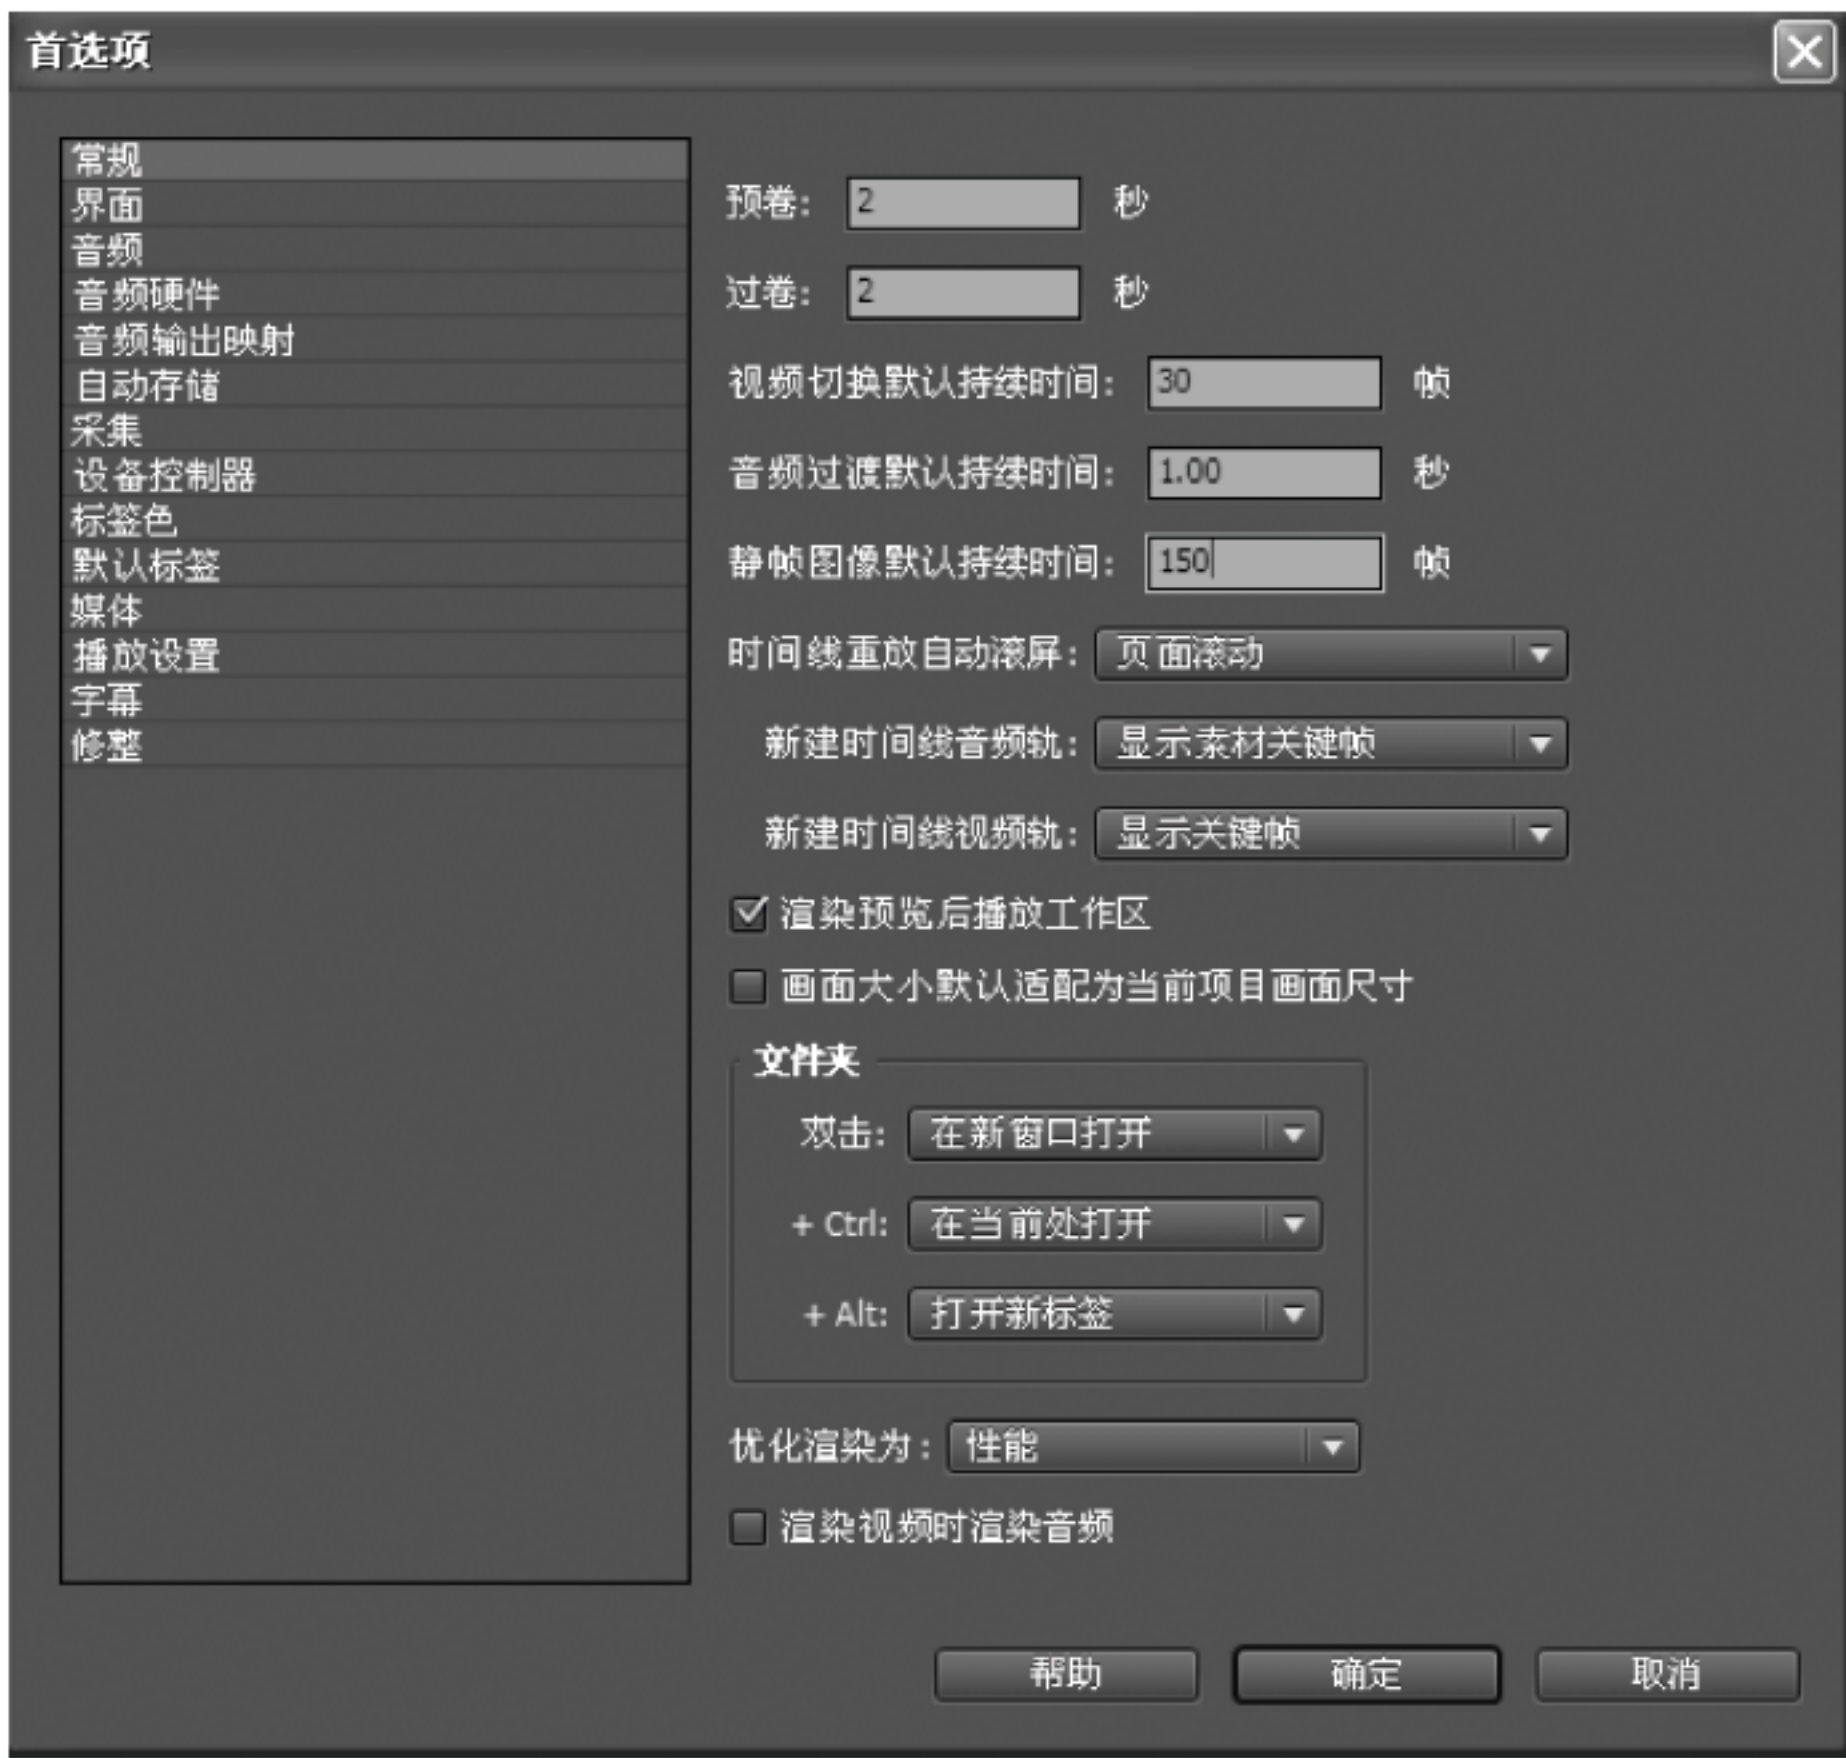 首选项
常规
界面
音频
音频硬件
音频输出映射
自动存储
采集
设备控制器
标签色
默认标签
媒体
播放设置
字幕
修整
预卷: 2 秒
过卷: 2 秒
视频切换默认持续时间: 30 帧
音频过渡默认持续时间: 1.00 秒
静帧图像默认持续时间: 150 帧
时间线重放自动滚屏: 页面滚动
新建时间线音频轨: 显示素材关键帧
新建时间线视频轨: 显示关键帧
渲染预览后播放工作区
画面大小默认适配为当前项目画面尺寸
文件夹
双击: 在新窗口打开
+ Ctrl: 在当前处打开
+ Alt: 打开新标签
优化渲染为: 性能
渲染视频时渲染音频
帮助 确定 取消